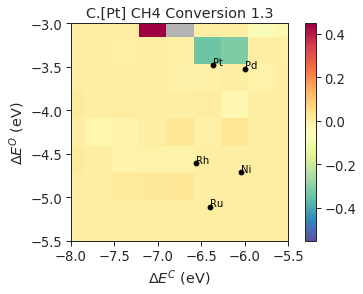 C.[Pt] CH4 Conversion 1.3
−3.0
−3.5
−4.0
−4.5
−5.0
−5.5
ΔE^O (eV)
Pt
Pd
Rh
Ni
Ru
−8.0 −7.5 −7.0 −6.5 −6.0 −5.5
ΔE^C (eV)
0.4
0.2
0.0
−0.2
−0.4